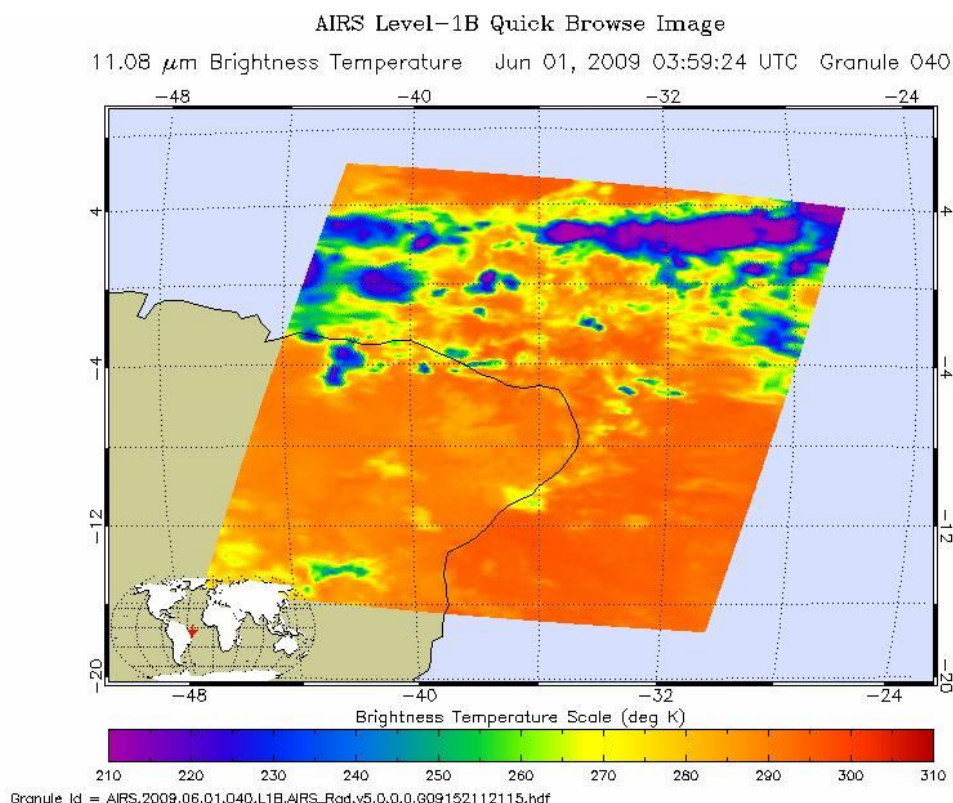 AIRS Level-1B Quick Browse Image
11.08 μm Brightness Temperature Jun 01, 2009 03:59:24 UTC Granule 040
-48 -40 -32 -24
4 4
-4 -4
-12 -12
-20 -20
-48 -40 -32 -24
Brightness Temperature Scale (deg K)
210 220 230 240 250 260 270 280 290 300 310
Granule Id = AIRS.2009.06.01.040.L1B.AIRS_Rad.v5.0.0.0.G09152112115.hdf